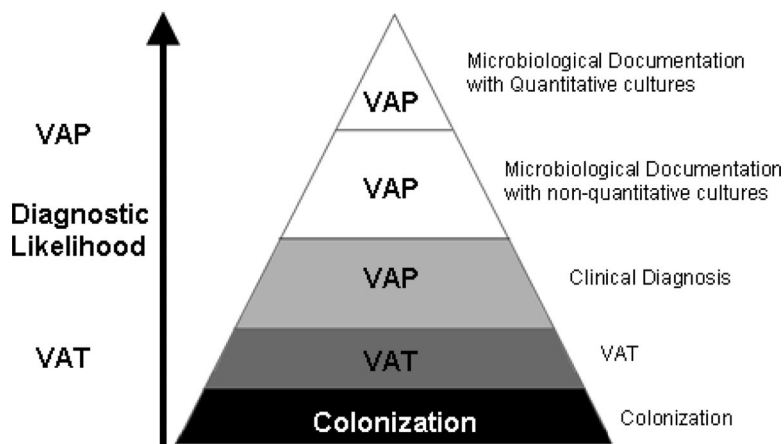 Microbiological Documentation
with Quantitative cultures
VAP
VAP
Microbiological Documentation
with non-quantitative cultures
VAP
Diagnostic
Likelihood
VAP
Clinical Diagnosis
VAT
VAT
VAT
Colonization
Colonization